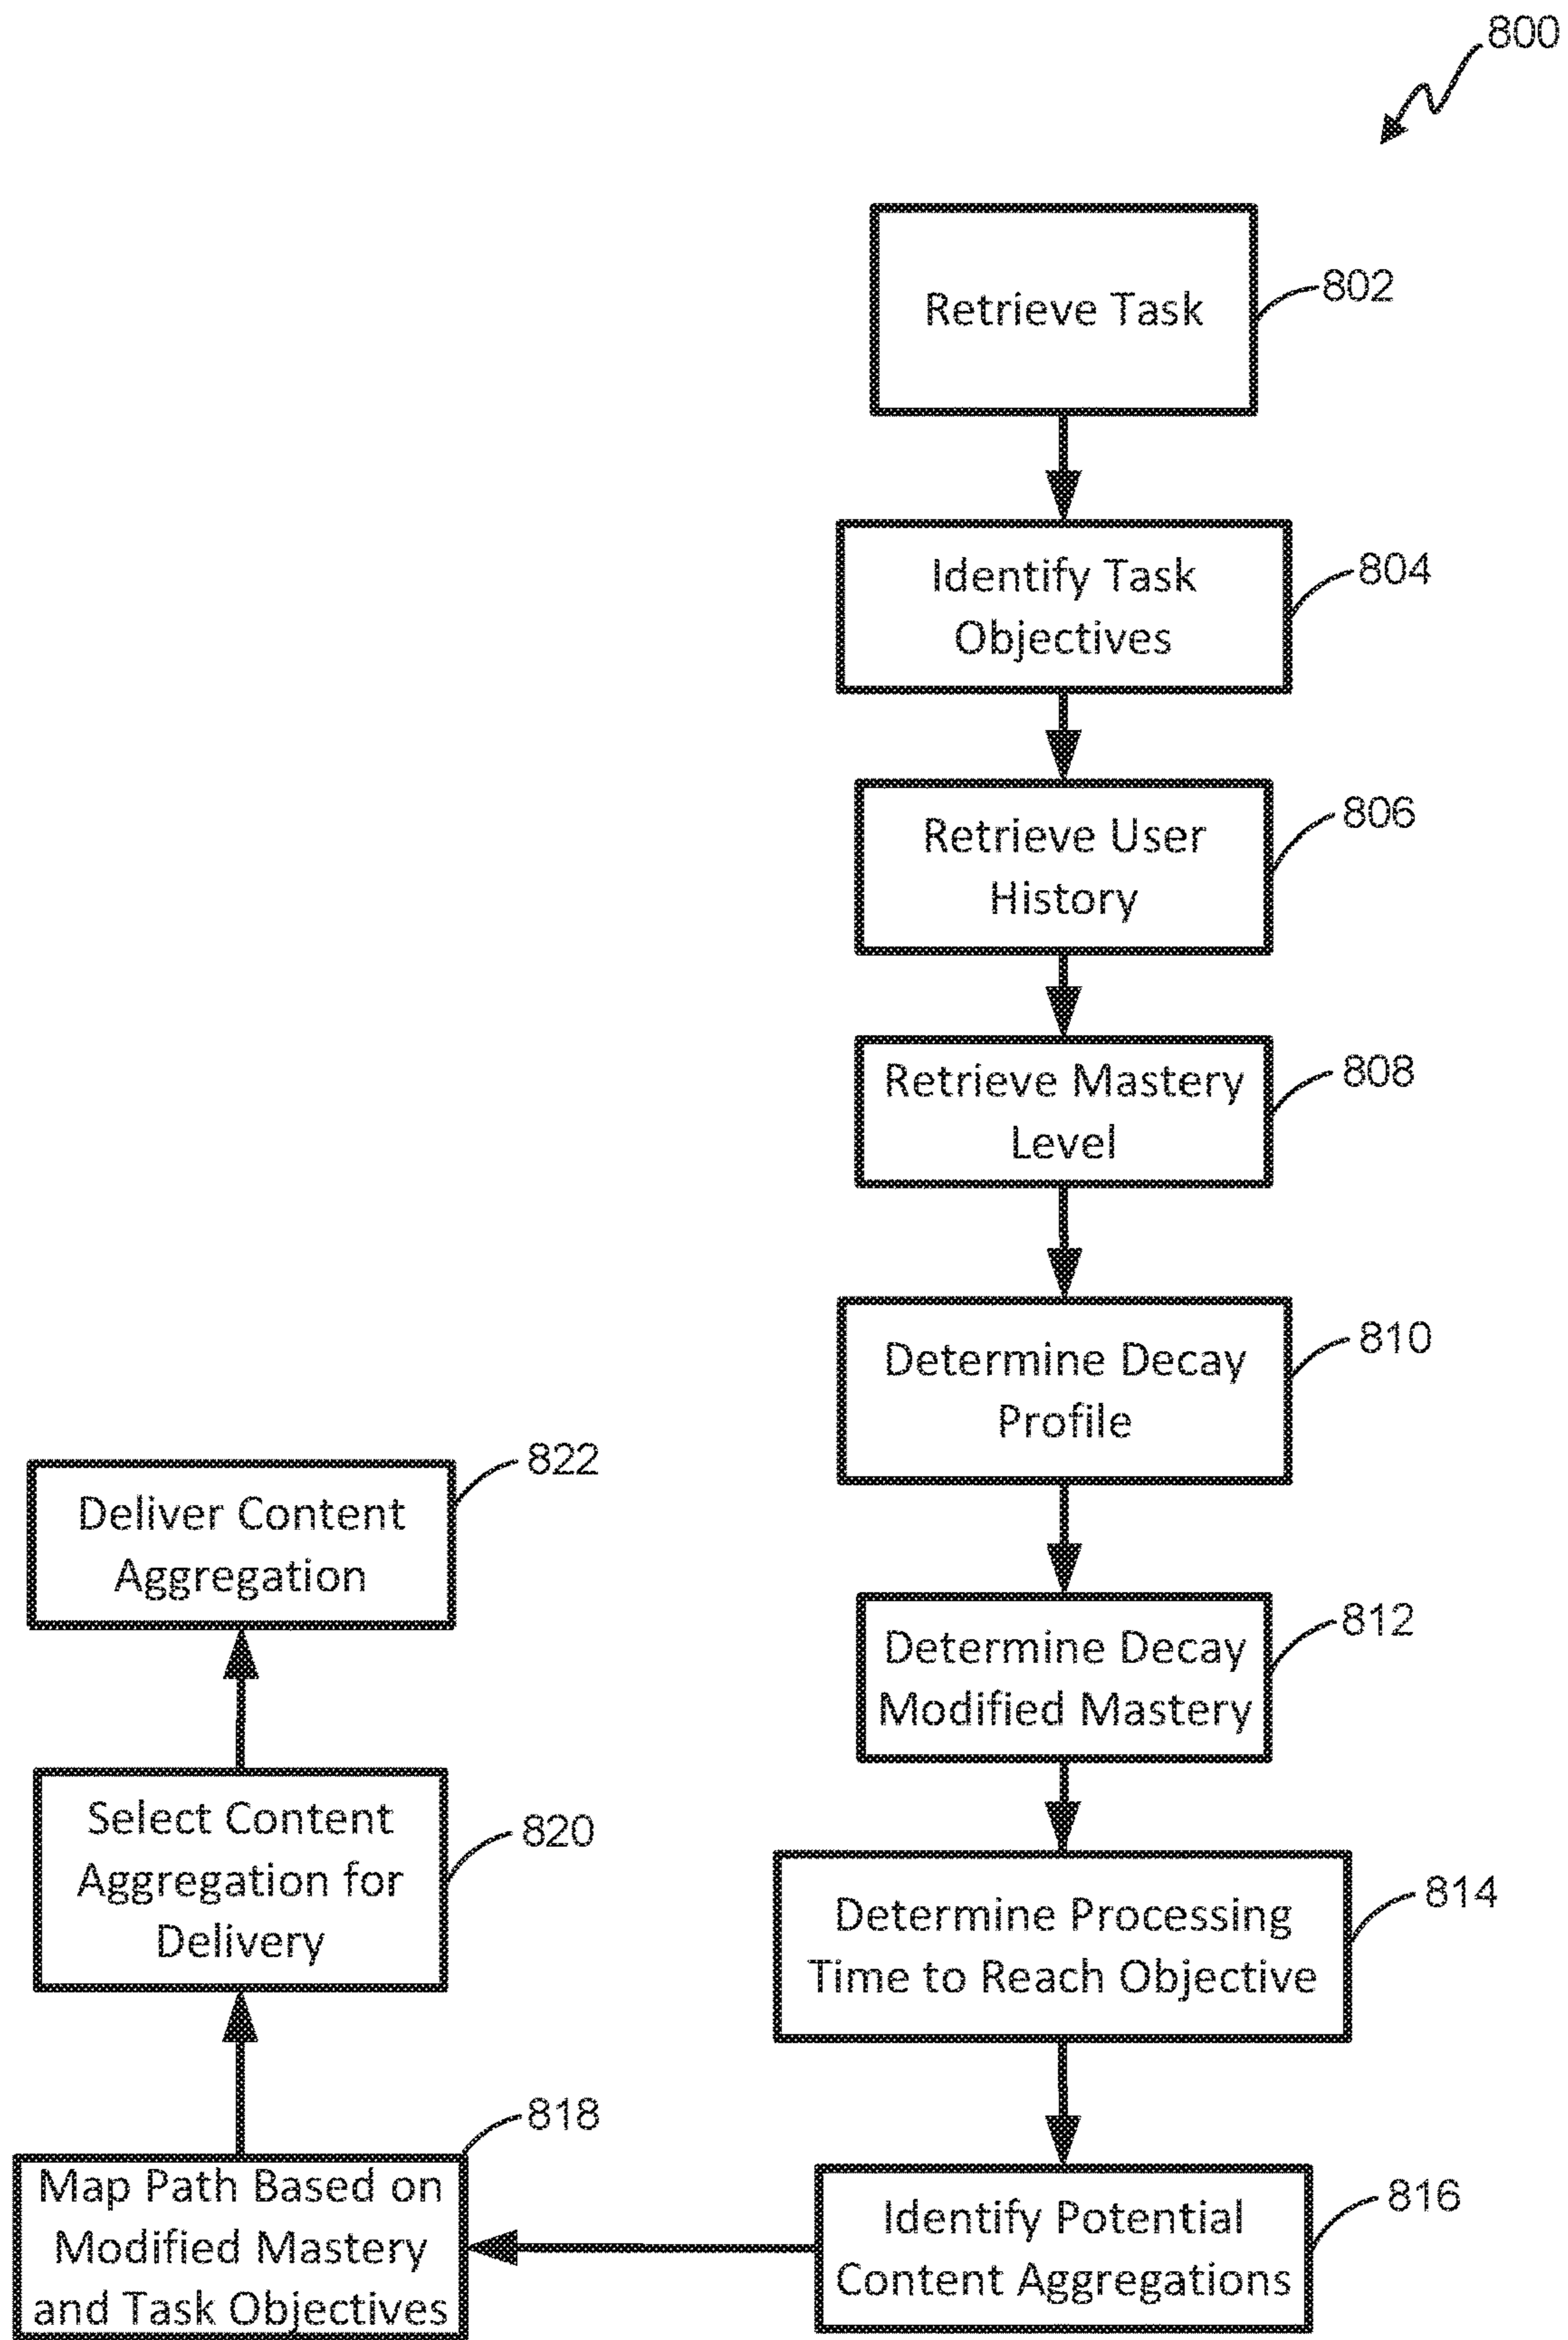 800
Retrieve Task
802
Identify Task
Objectives
804
Retrieve User
History
806
Retrieve Mastery
Level
808
Determine Decay
Profile
810
Determine Decay
Modified Mastery
812
Determine Processing
Time to Reach Objective
814
Identify Potential
Content Aggregations
816
Map Path Based on
Modified Mastery
and Task Objectives
818
Select Content
Aggregation for
Delivery
820
Deliver Content
Aggregation
822